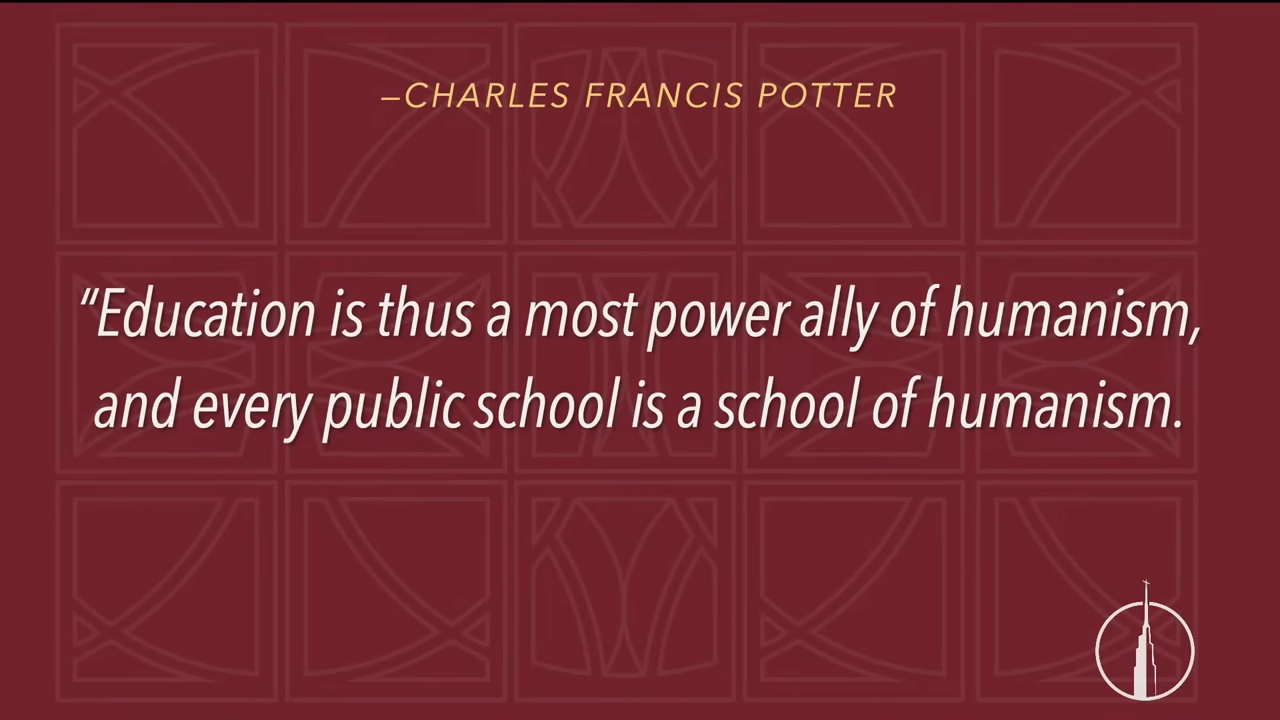 –CHARLES FRANCIS POTTER
“Education is thus a most power ally of humanism,
and every public school is a school of humanism.